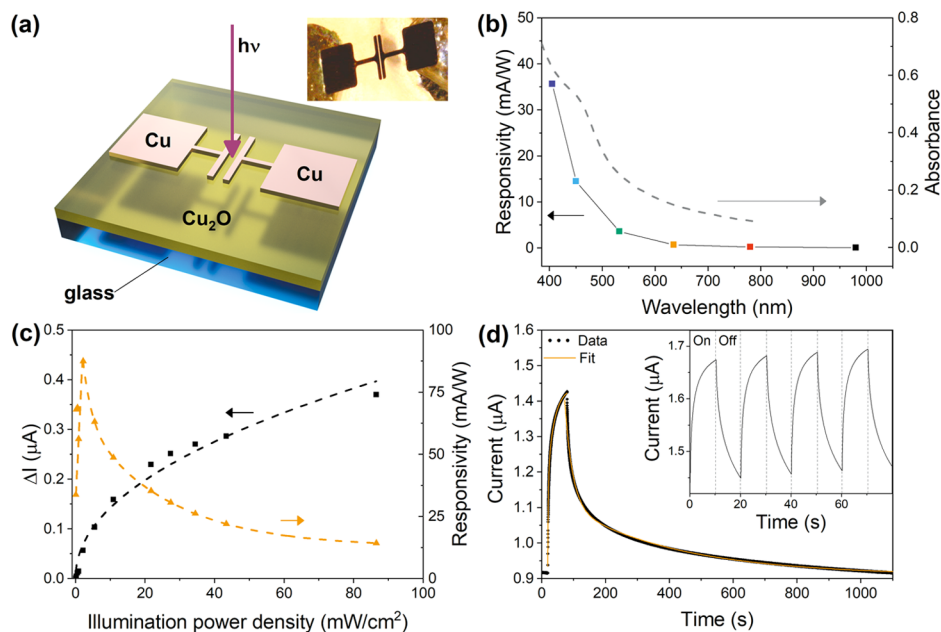 (a)
hν
Cu
Cu
Cu₂O
glass
(b)
50
40
30
20
10
0
Responsivity (mA/W)
0.8
0.6
0.4
0.2
0.0
Absorbance
400 500 600 700 800 900 1000
Wavelength (nm)
(c)
0.5
0.4
0.3
0.2
0.1
0.0
ΔI (μA)
100
75
50
25
0
Responsivity (mA/W)
0 20 40 60 80 100
Illumination power density (mW/cm²)
(d)
Data
Fit
1.6
1.5
1.4
1.3
1.2
1.1
1.0
0.9
Current (μA)
0 200 400 600 800 1000
Time (s)
On Off
1.7
1.6
1.5
Current (μA)
0 20 40 60
Time (s)